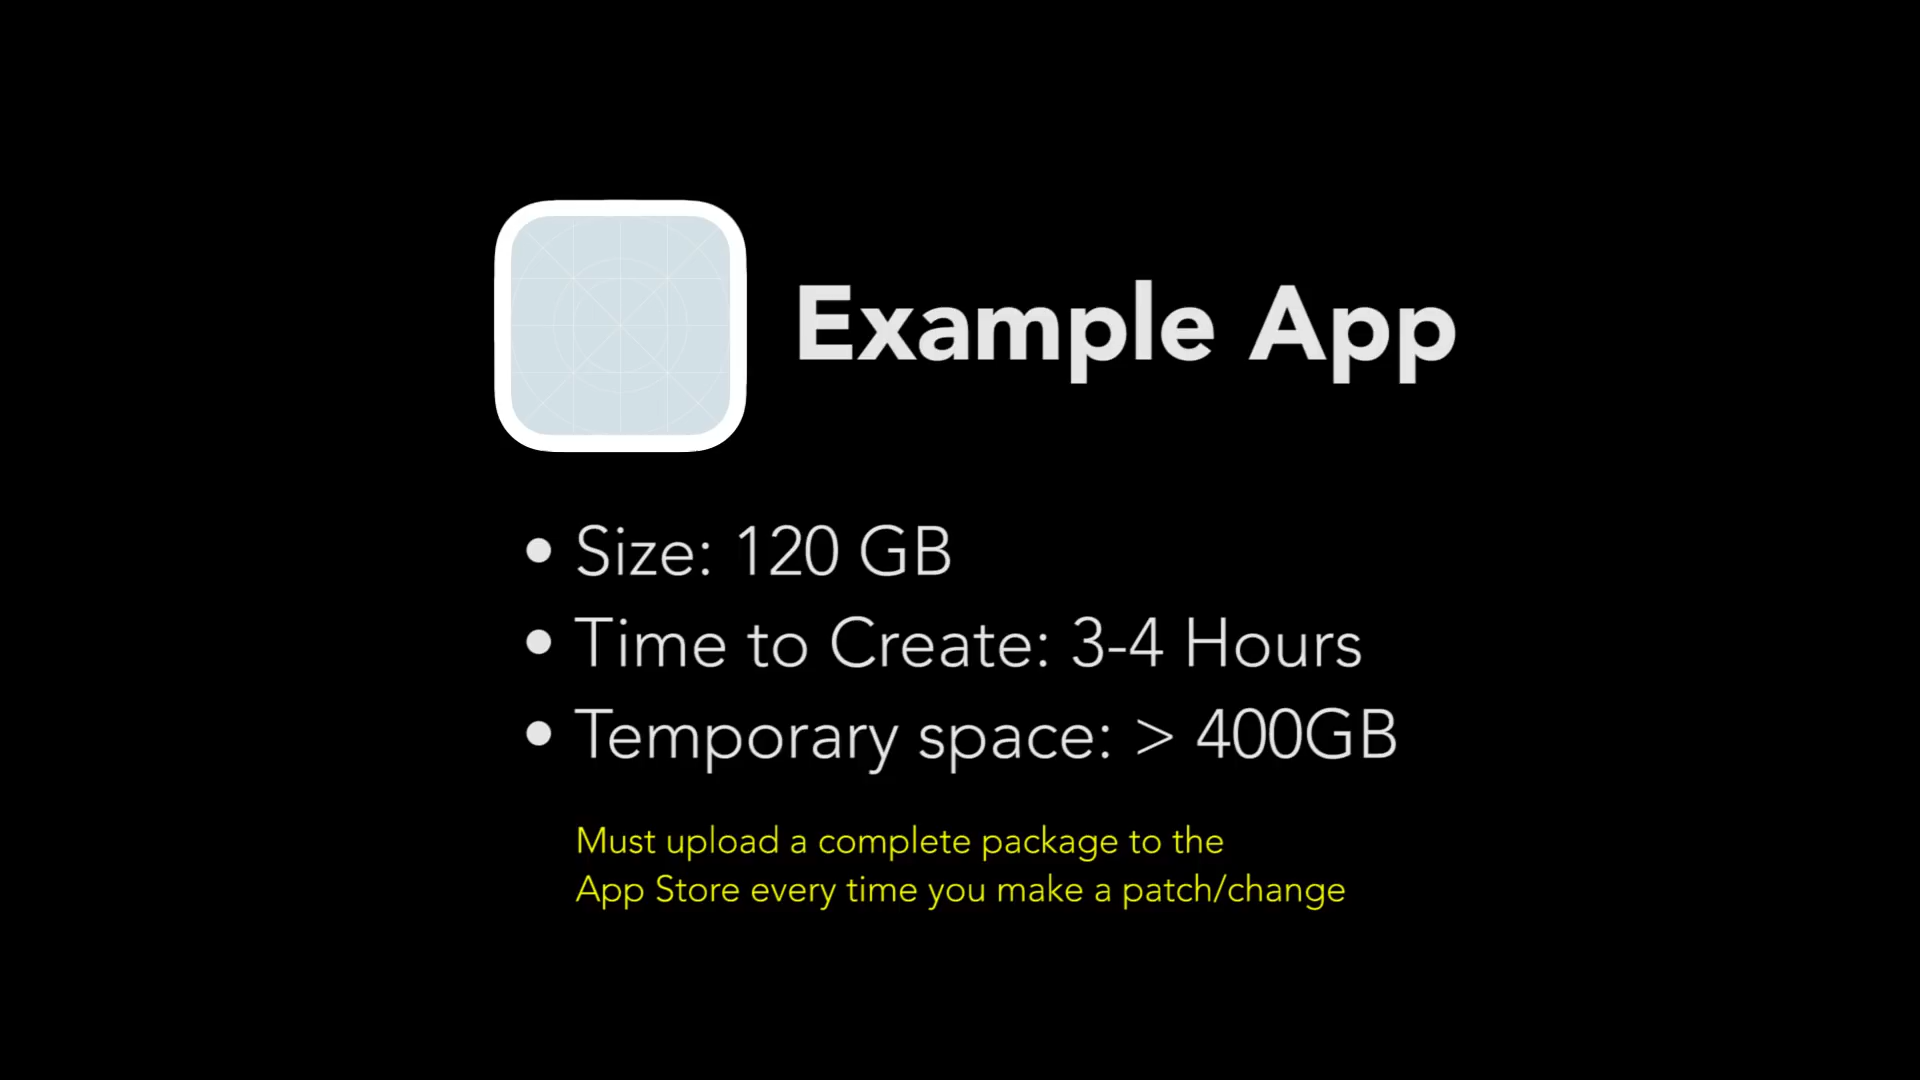 Example App
• Size: 120 GB
• Time to Create: 3-4 Hours
• Temporary space: > 400GB
Must upload a complete package to the
App Store every time you make a patch/change